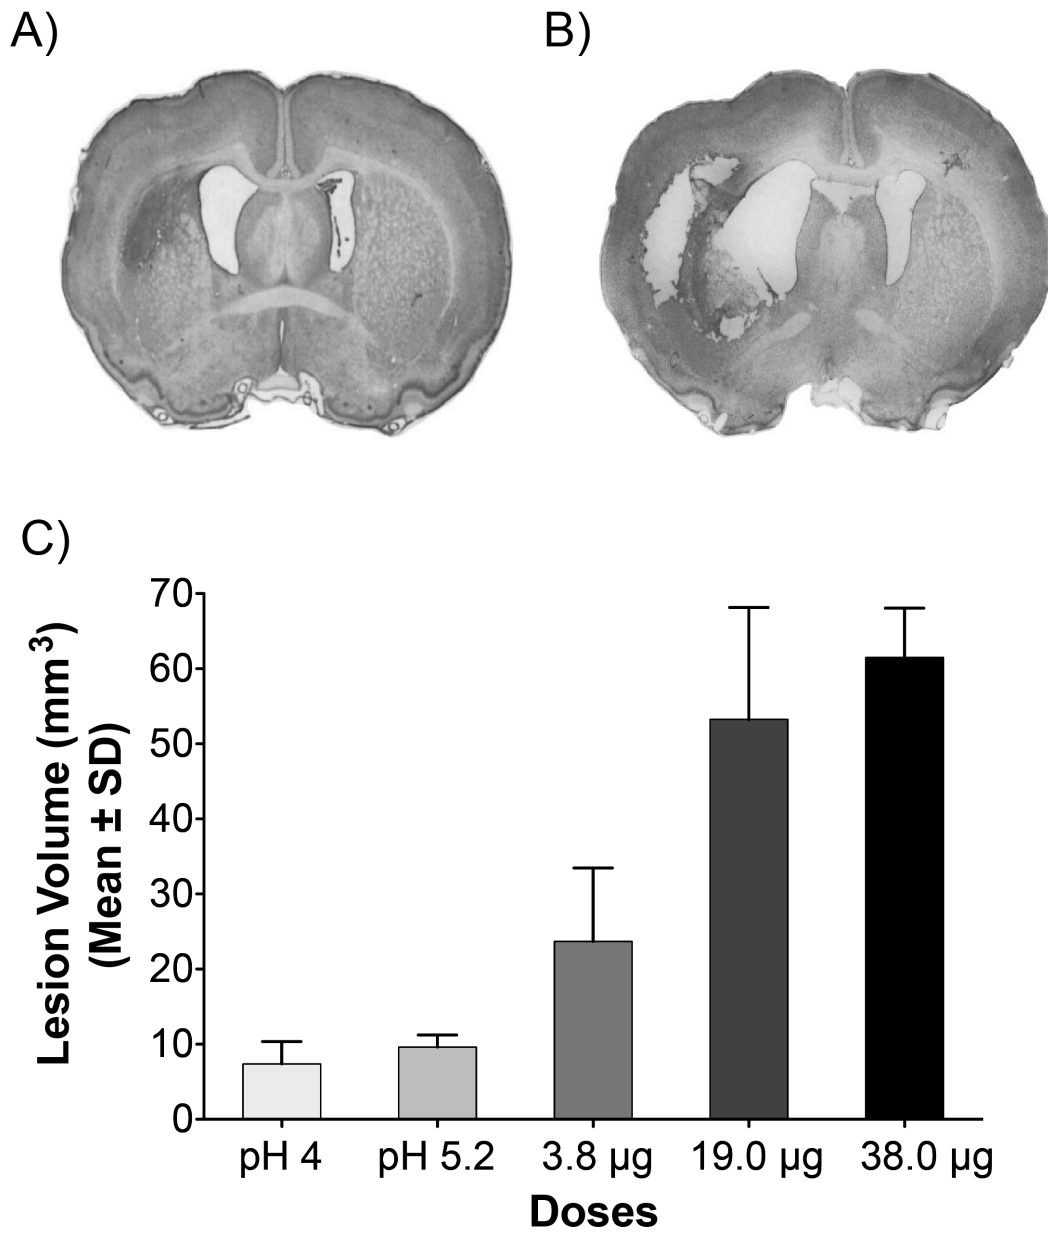 A)
B)
C)
Lesion Volume (mm³)
(Mean ± SD)
70
60
50
40
30
20
10
0
pH 4 pH 5.2 3.8 µg 19.0 µg 38.0 µg
Doses